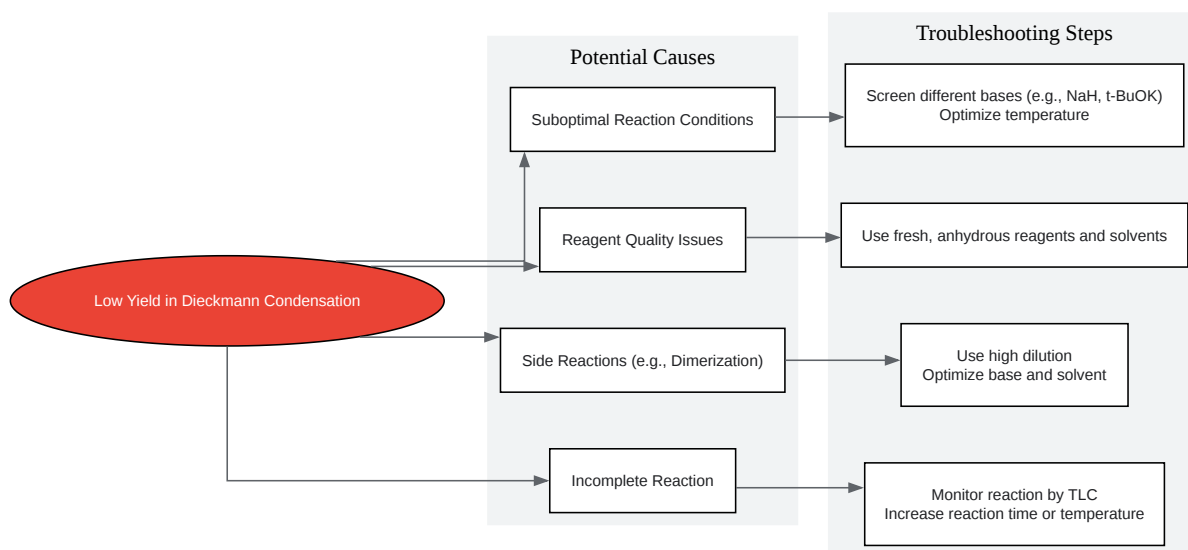 Troubleshooting Steps
Potential Causes
Screen different bases (e.g., NaH, t-BuOK)
Optimize temperature
Suboptimal Reaction Conditions
Reagent Quality Issues
Use fresh, anhydrous reagents and solvents
Low Yield in Dieckmann Condensation
Side Reactions (e.g., Dimerization)
Use high dilution
Optimize base and solvent
Incomplete Reaction
Monitor reaction by TLC
Increase reaction time or temperature